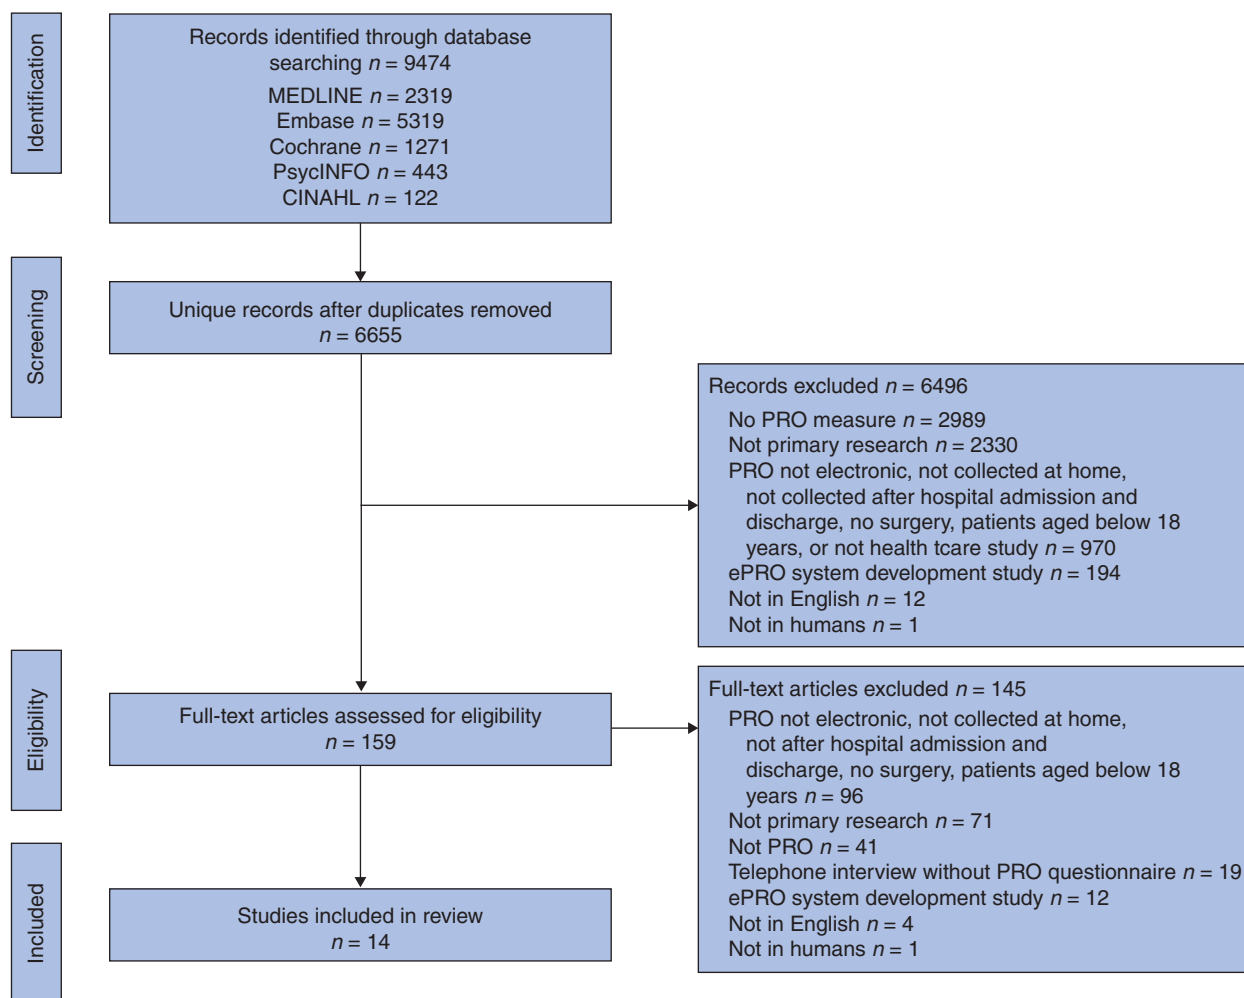 Identification
Records identified through database
searching n = 9474
MEDLINE n = 2319
Embase n = 5319
Cochrane n = 1271
PsycINFO n = 443
CINAHL n = 122
Screening
Unique records after duplicates removed
n = 6655
Records excluded n = 6496
No PRO measure n = 2989
Not primary research n = 2330
PRO not electronic, not collected at home,
not collected after hospital admission and
discharge, no surgery, patients aged below 18
years, or not health tcare study n = 970
ePRO system development study n = 194
Not in English n = 12
Not in humans n = 1
Eligibility
Full-text articles assessed for eligibility
n = 159
Full-text articles excluded n = 145
PRO not electronic, not collected at home,
not after hospital admission and
discharge, no surgery, patients aged below 18
years n = 96
Not primary research n = 71
Not PRO n = 41
Telephone interview without PRO questionnaire n = 19
ePRO system development study n = 12
Not in English n = 4
Not in humans n = 1
Included
Studies included in review
n = 14